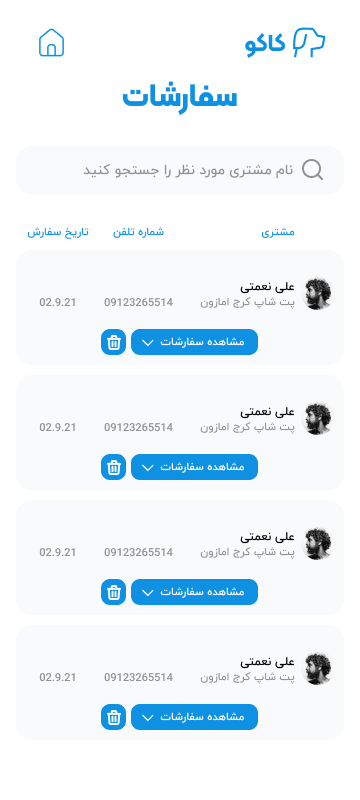 کاکو
سفارشات
نام مشتری مورد نظر را جستجو کنید
مشتری شماره تلفن تاریخ سفارش
علی نعمتی
پت شاپ کرج امازون 09123265514 02.9.21
مشاهده سفارشات
علی نعمتی
پت شاپ کرج امازون 09123265514 02.9.21
مشاهده سفارشات
علی نعمتی
پت شاپ کرج امازون 09123265514 02.9.21
مشاهده سفارشات
علی نعمتی
پت شاپ کرج امازون 09123265514 02.9.21
مشاهده سفارشات